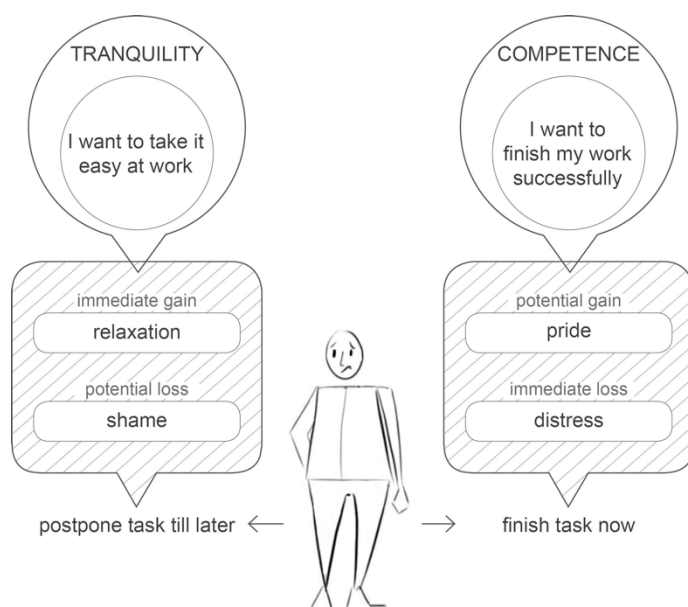 TRANQUILITY
I want to take it
easy at work
immediate gain
relaxation
potential loss
shame
postpone task till later
COMPETENCE
I want to
finish my work
successfully
potential gain
pride
immediate loss
distress
finish task now